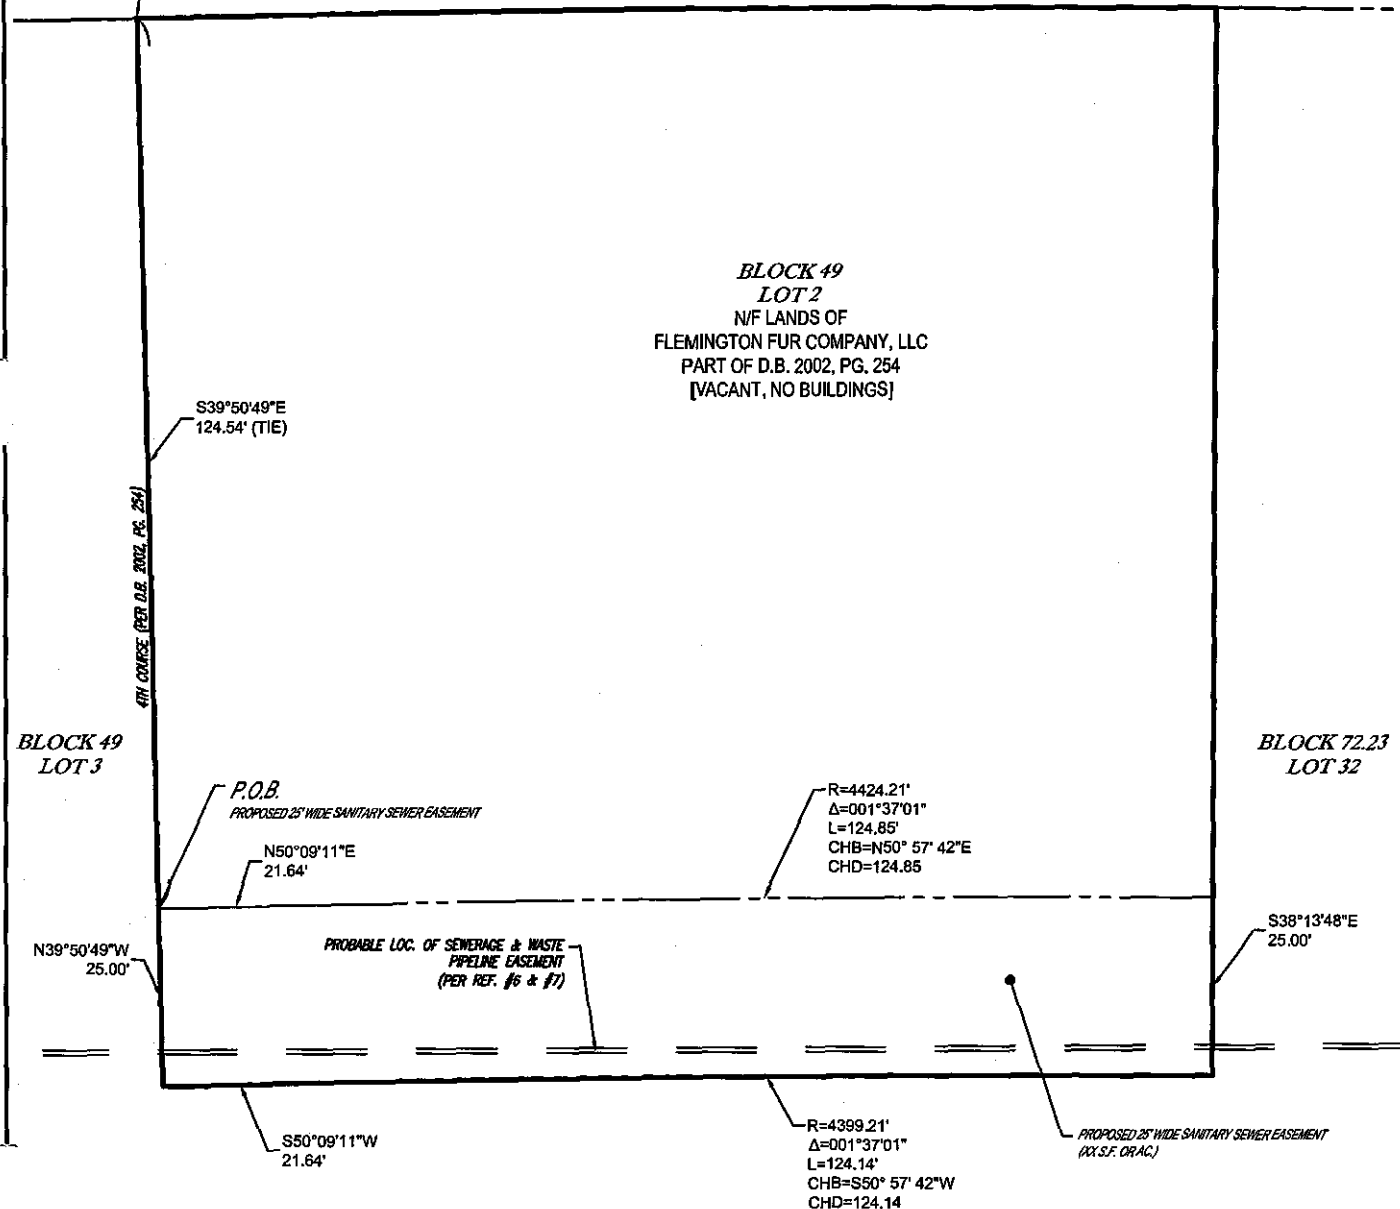 BLOCK 49
LOT 2
N/F LANDS OF
FLEMINGTON FUR COMPANY, LLC
PART OF D.B. 2002, PG. 254
[VACANT, NO BUILDINGS]
S39°50'49"E
124.54' (TIE)
4TH COURSE (PER D.B. 2002, PG. 254)
BLOCK 49
LOT 3
BLOCK 72.23
LOT 32
P.O.B.
PROPOSED 25' WIDE SANITARY SEWER EASEMENT
N50°09'11"E
21.64'
R=4424.21'
Δ=001°37'01"
L=124.85'
CHB=N50° 57' 42"E
CHD=124.85
N39°50'49"W
25.00'
PROBABLE LOC. OF SEWERAGE & WASTE
PIPELINE EASEMENT
(PER REF. #6 & #7)
S38°13'48"E
25.00'
S50°09'11"W
21.64'
R=4399.21'
Δ=001°37'01"
L=124.14'
CHB=S50° 57' 42"W
CHD=124.14
PROPOSED 25' WIDE SANITARY SEWER EASEMENT
(XX S.F. OR AC.)